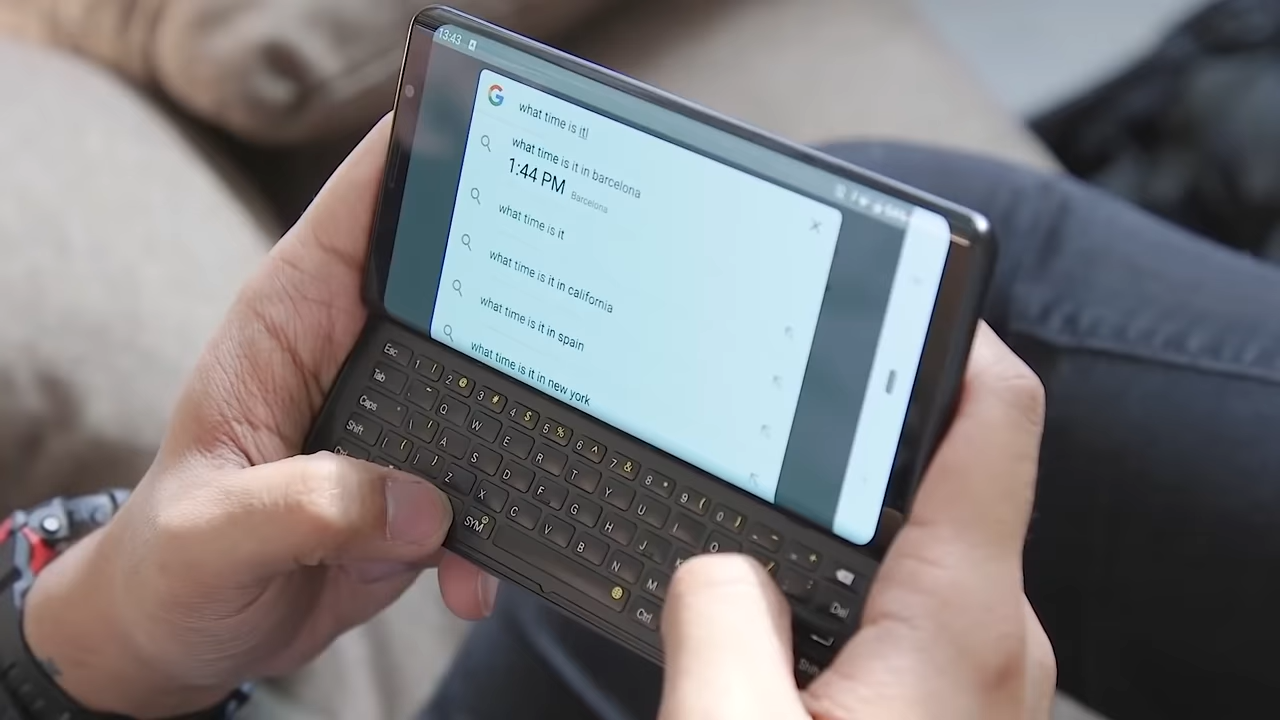 13:43
G what time is it!
what time is it in barcelona
1:44 PM Barcelona
what time is it
what time is it in california
what time is it in spain
what time is it in new york
Esc 1 ! 2 @ 3 # 4 $ 5 % 6 ^ 7 & 8 * 9 ( 0 )
Tab Q W E R T Y U I O
Caps A S D F G H J K
Shift Z X C V B N M
SYM Ctrl
Del
Shift